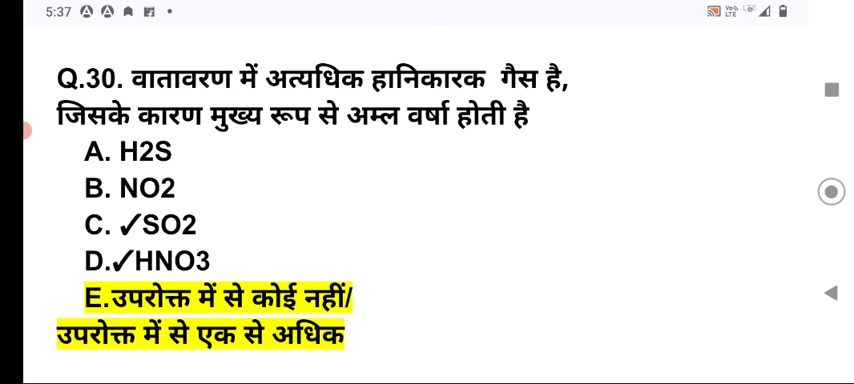 5:37
Q.30. वातावरण में अत्यधिक हानिकारक गैस है,
जिसके कारण मुख्य रूप से अम्ल वर्षा होती है
A. H2S
B. NO2
C. ✓SO2
D.✓HNO3
E.उपरोक्त में से कोई नहीं/
उपरोक्त में से एक से अधिक